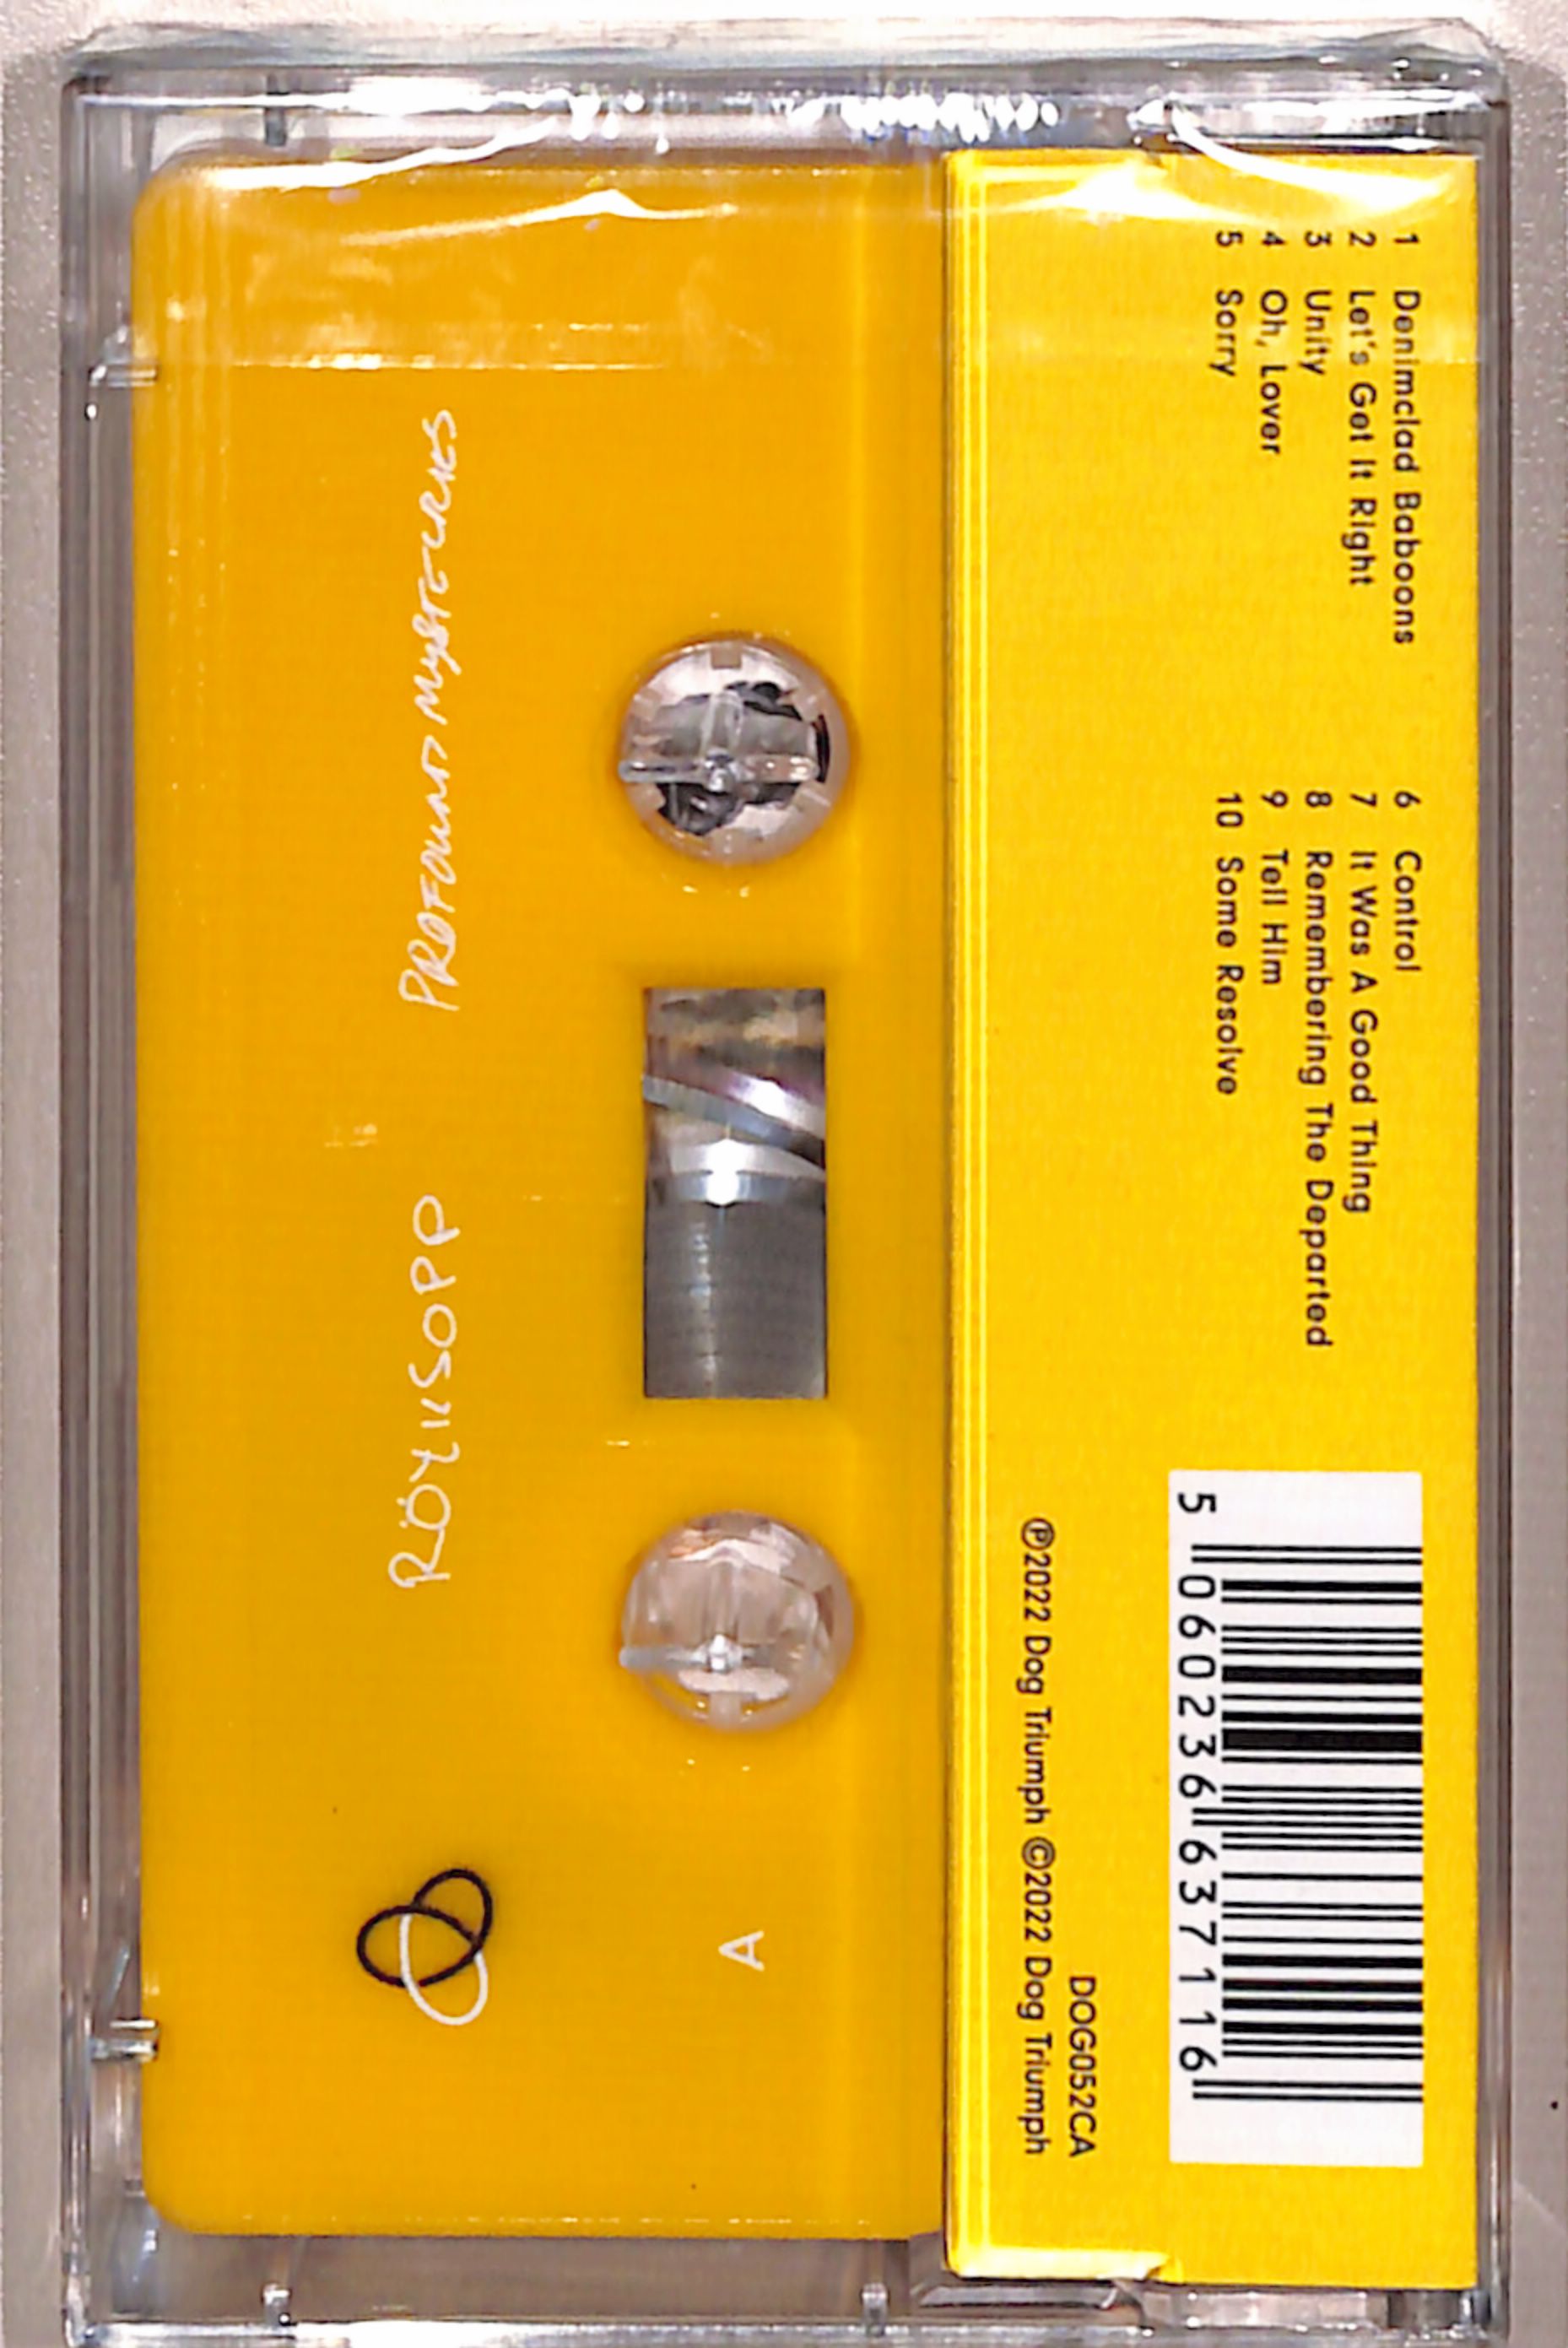 1 Denimclad Baboons
2 Let's Get It Right
3 Unity
4 Oh, Lover
5 Sorry
6 Control
7 It Was A Good Thing
8 Remembering The Departed
9 Tell Him
10 Some Resolve
5 060236 637116
DOG052CA
℗2022 Dog Triumph ©2022 Dog Triumph
RÖYKSOPP PROFOUND MYSTERIES
A